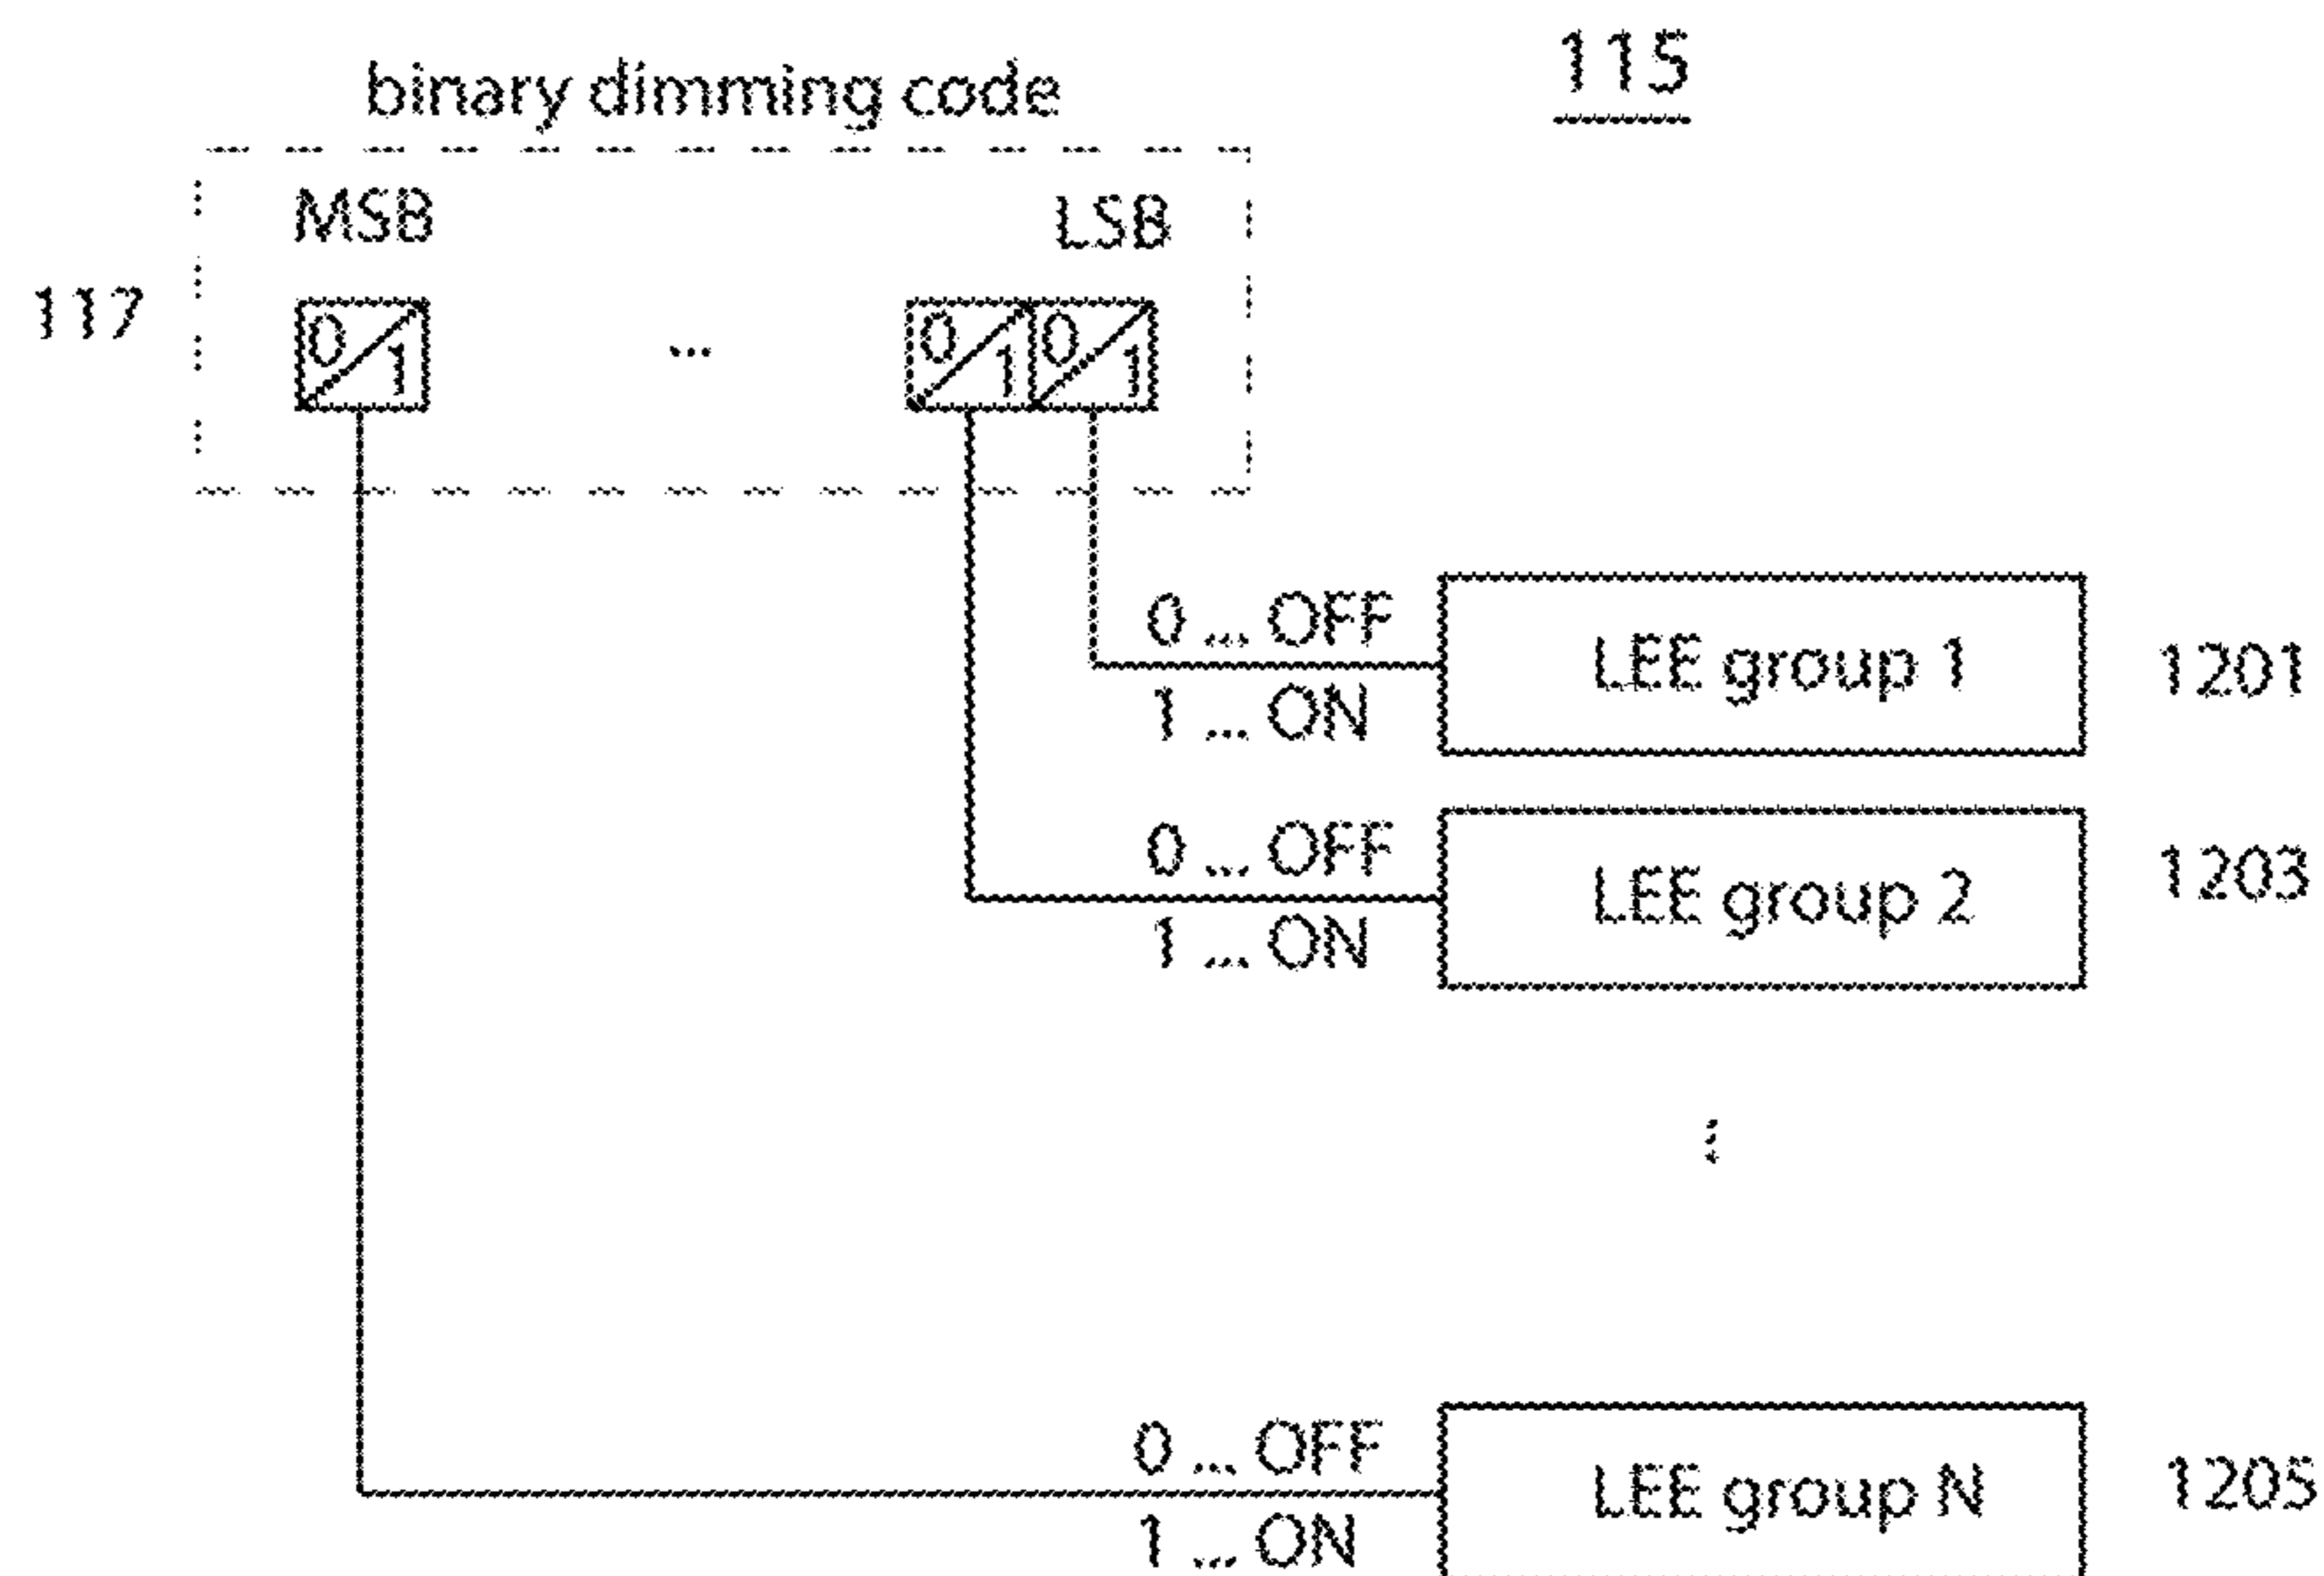 115
binary dimming code
MSB LSB
117
0 1 ... 0 1 0 1
0 ... OFF
LEE group 1
1201
1 ... ON
0 ... OFF
LEE group 2
1203
1 ... ON
0 ... OFF
LEE group N
1205
1 ... ON